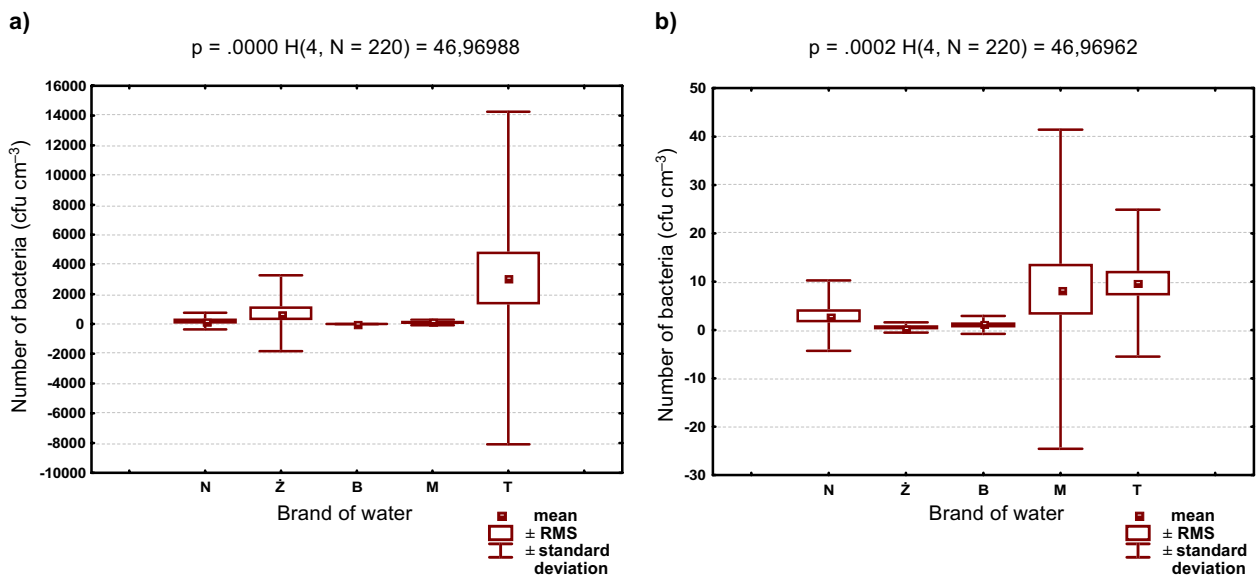 a)
p = .0000 H(4, N = 220) = 46,96988
Number of bacteria (cfu cm⁻³)
16000
14000
12000
10000
8000
6000
4000
2000
0
-2000
-4000
-6000
-8000
-10000
N Ż B M T
Brand of water
mean
± RMS
± standard
deviation
b)
p = .0002 H(4, N = 220) = 46,96962
Number of bacteria (cfu cm⁻³)
50
40
30
20
10
0
-10
-20
-30
N Ż B M T
Brand of water
mean
± RMS
± standard
deviation